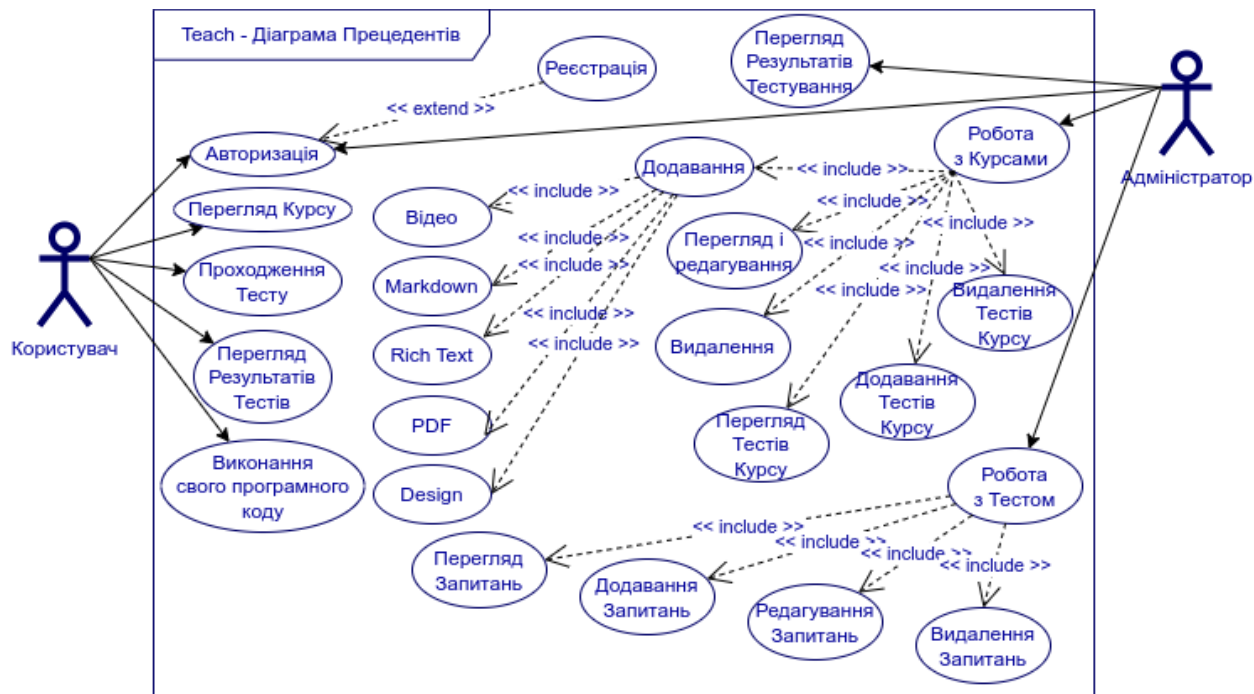 Teach - Діаграма Прецедентів
Реєстрація
<< extend >>
Авторизація
Перегляд Курсу
Проходження
Тесту
Перегляд
Результатів
Тестів
Виконання
свого програмного
коду
Користувач
Перегляд
Результатів
Тестування
Адміністратор
Робота
з Курсами
Додавання
<< include >>
<< include >>
<< include >>
<< include >>
<< include >>
<< include >>
Відео
Markdown
Rich Text
PDF
Design
<< include >>
<< include >>
<< include >>
<< include >>
<< include >>
Перегляд і
редагування
Видалення
Перегляд
Тестів
Курсу
Додавання
Тестів
Курсу
Видалення
Тестів
Курсу
Робота
з Тестом
<< include >>
<< include >>
<< include >>
<< include >>
Перегляд
Запитань
Додавання
Запитань
Редагування
Запитань
Видалення
Запитань